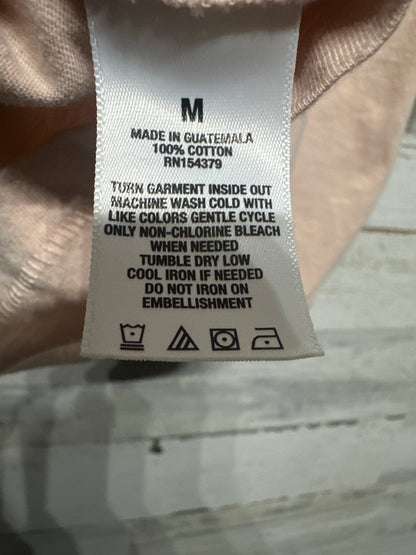 M
MADE IN GUATEMALA
100% COTTON
RN154379
TURN GARMENT INSIDE OUT
MACHINE WASH COLD WITH
LIKE COLORS GENTLE CYCLE
ONLY NON-CHLORINE BLEACH
WHEN NEEDED
TUMBLE DRY LOW
COOL IRON IF NEEDED
DO NOT IRON ON
EMBELLISHMENT